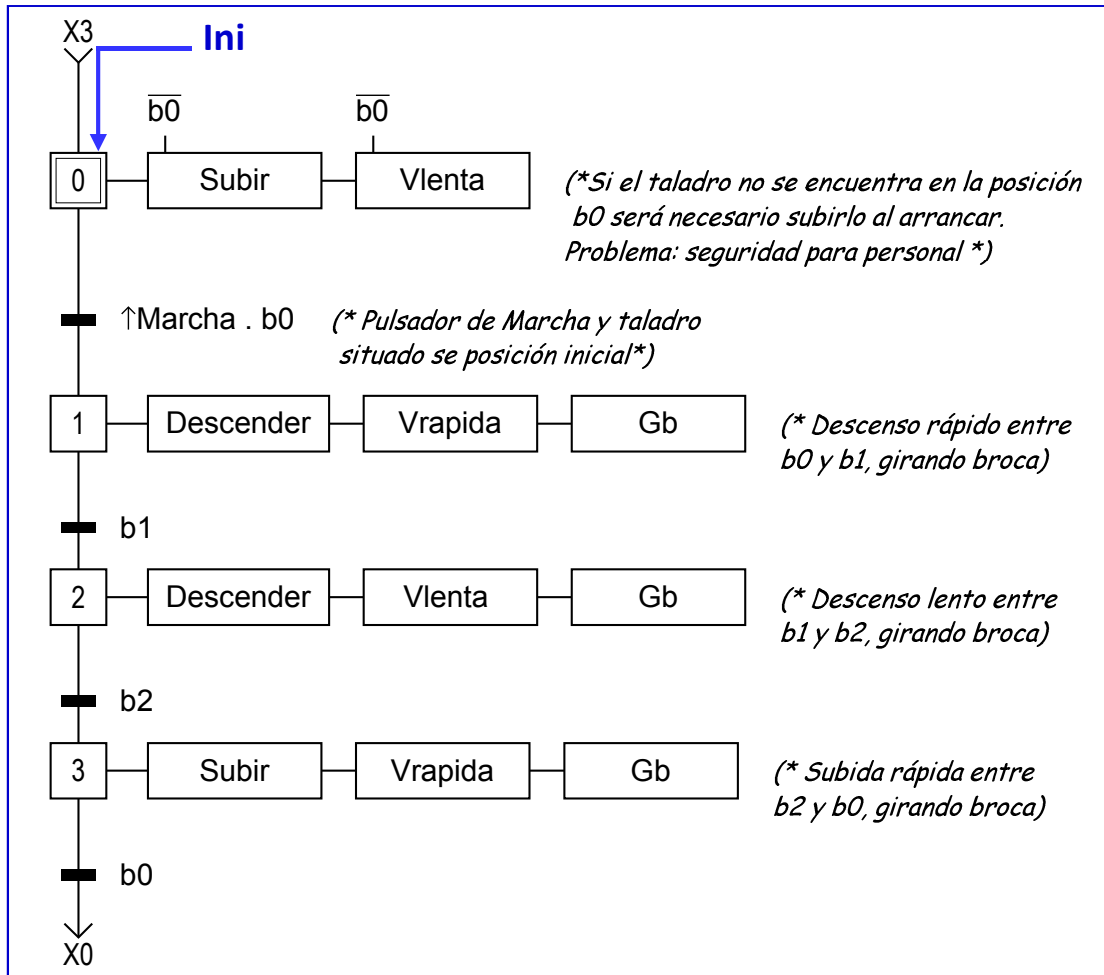 X3
Ini
b̅0̅ b̅0̅
0 Subir Vlenta (*Si el taladro no se encuentra en la posición
b0 será necesario subirlo al arrancar.
Problema: seguridad para personal *)
↑Marcha . b0 (* Pulsador de Marcha y taladro
situado se posición inicial*)
1 Descender Vrapida Gb (* Descenso rápido entre
b0 y b1, girando broca)
b1
2 Descender Vlenta Gb (* Descenso lento entre
b1 y b2, girando broca)
b2
3 Subir Vrapida Gb (* Subida rápida entre
b2 y b0, girando broca)
b0
X0